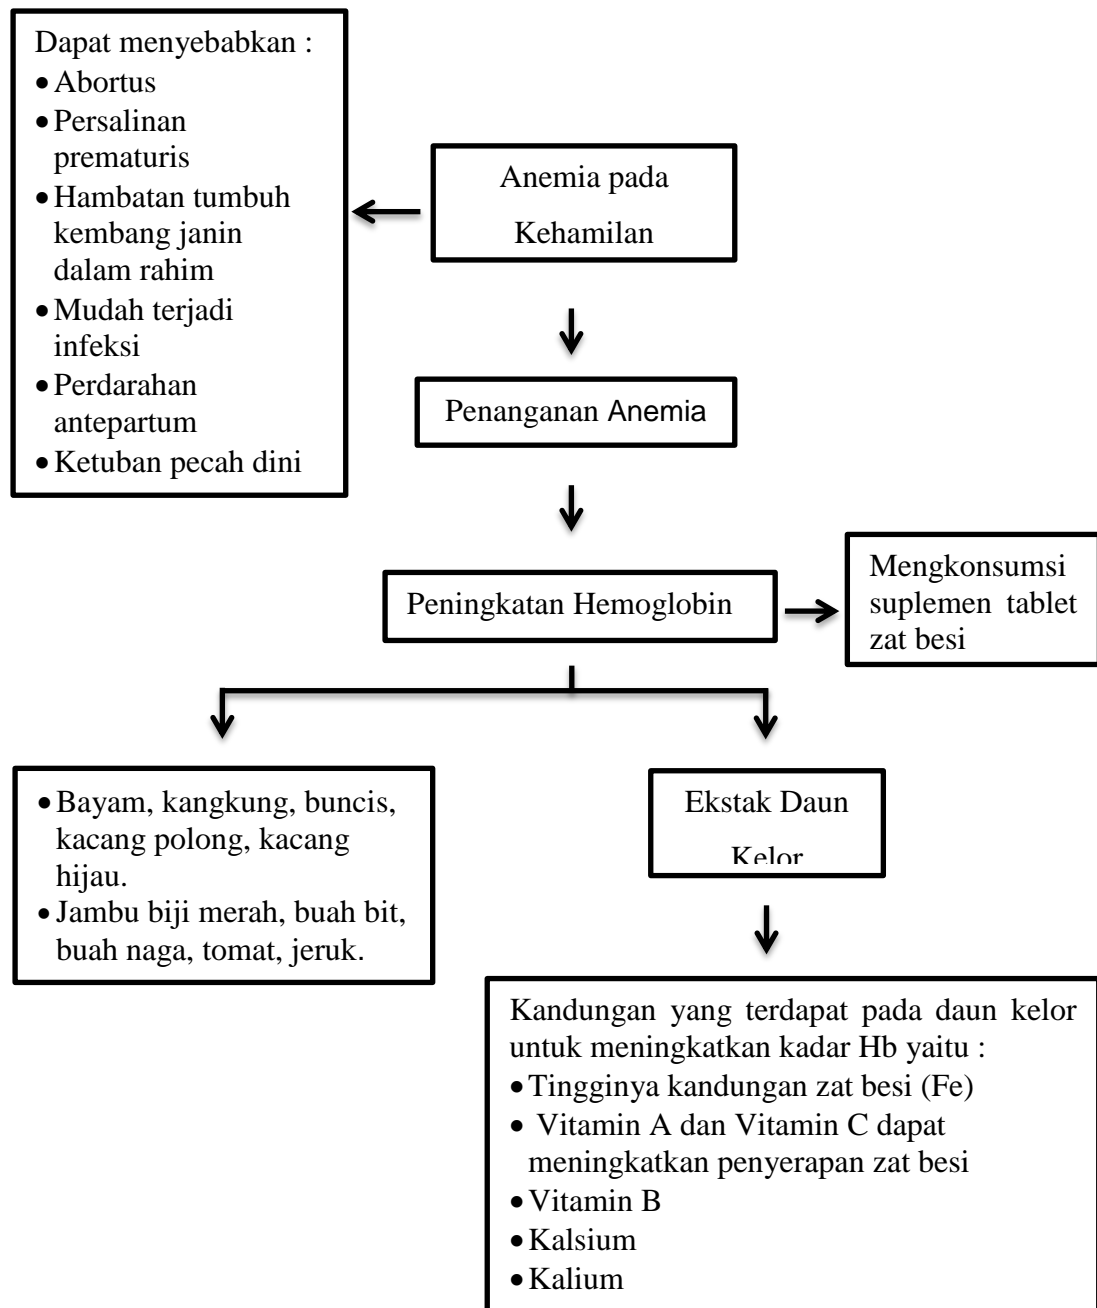 Dapat menyebabkan :
• Abortus
• Persalinan
prematuris
• Hambatan tumbuh
kembang janin
dalam rahim
• Mudah terjadi
infeksi
• Perdarahan
antepartum
• Ketuban pecah dini
Anemia pada
Kehamilan
Penanganan Anemia
Peningkatan Hemoglobin
Mengkonsumsi
suplemen tablet
zat besi
• Bayam, kangkung, buncis,
kacang polong, kacang
hijau.
• Jambu biji merah, buah bit,
buah naga, tomat, jeruk.
Ekstak Daun
Kelor
Kandungan yang terdapat pada daun kelor
untuk meningkatkan kadar Hb yaitu :
• Tingginya kandungan zat besi (Fe)
• Vitamin A dan Vitamin C dapat
meningkatkan penyerapan zat besi
• Vitamin B
• Kalsium
• Kalium